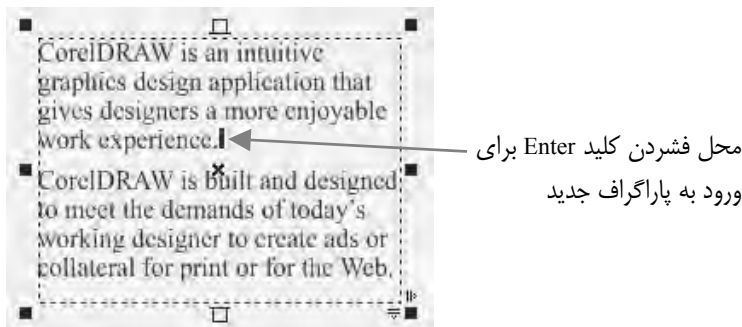 CorelDRAW is an intuitive
graphics design application that
gives designers a more enjoyable
work experience.
CorelDRAW is built and designed
to meet the demands of today's
working designer to create ads or
collateral for print or for the Web.
محل فشردن کلید Enter برای
ورود به پاراگراف جدید